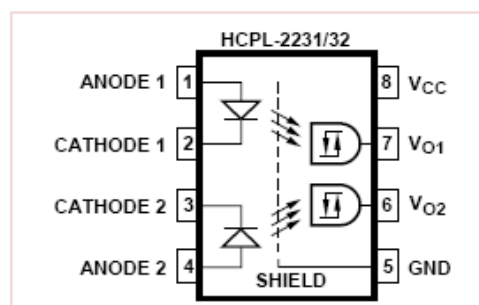 HCPL-2231/32
ANODE 1 1 8 VCC
CATHODE 1 2 7 VO1
CATHODE 2 3 6 VO2
ANODE 2 4 5 GND
SHIELD